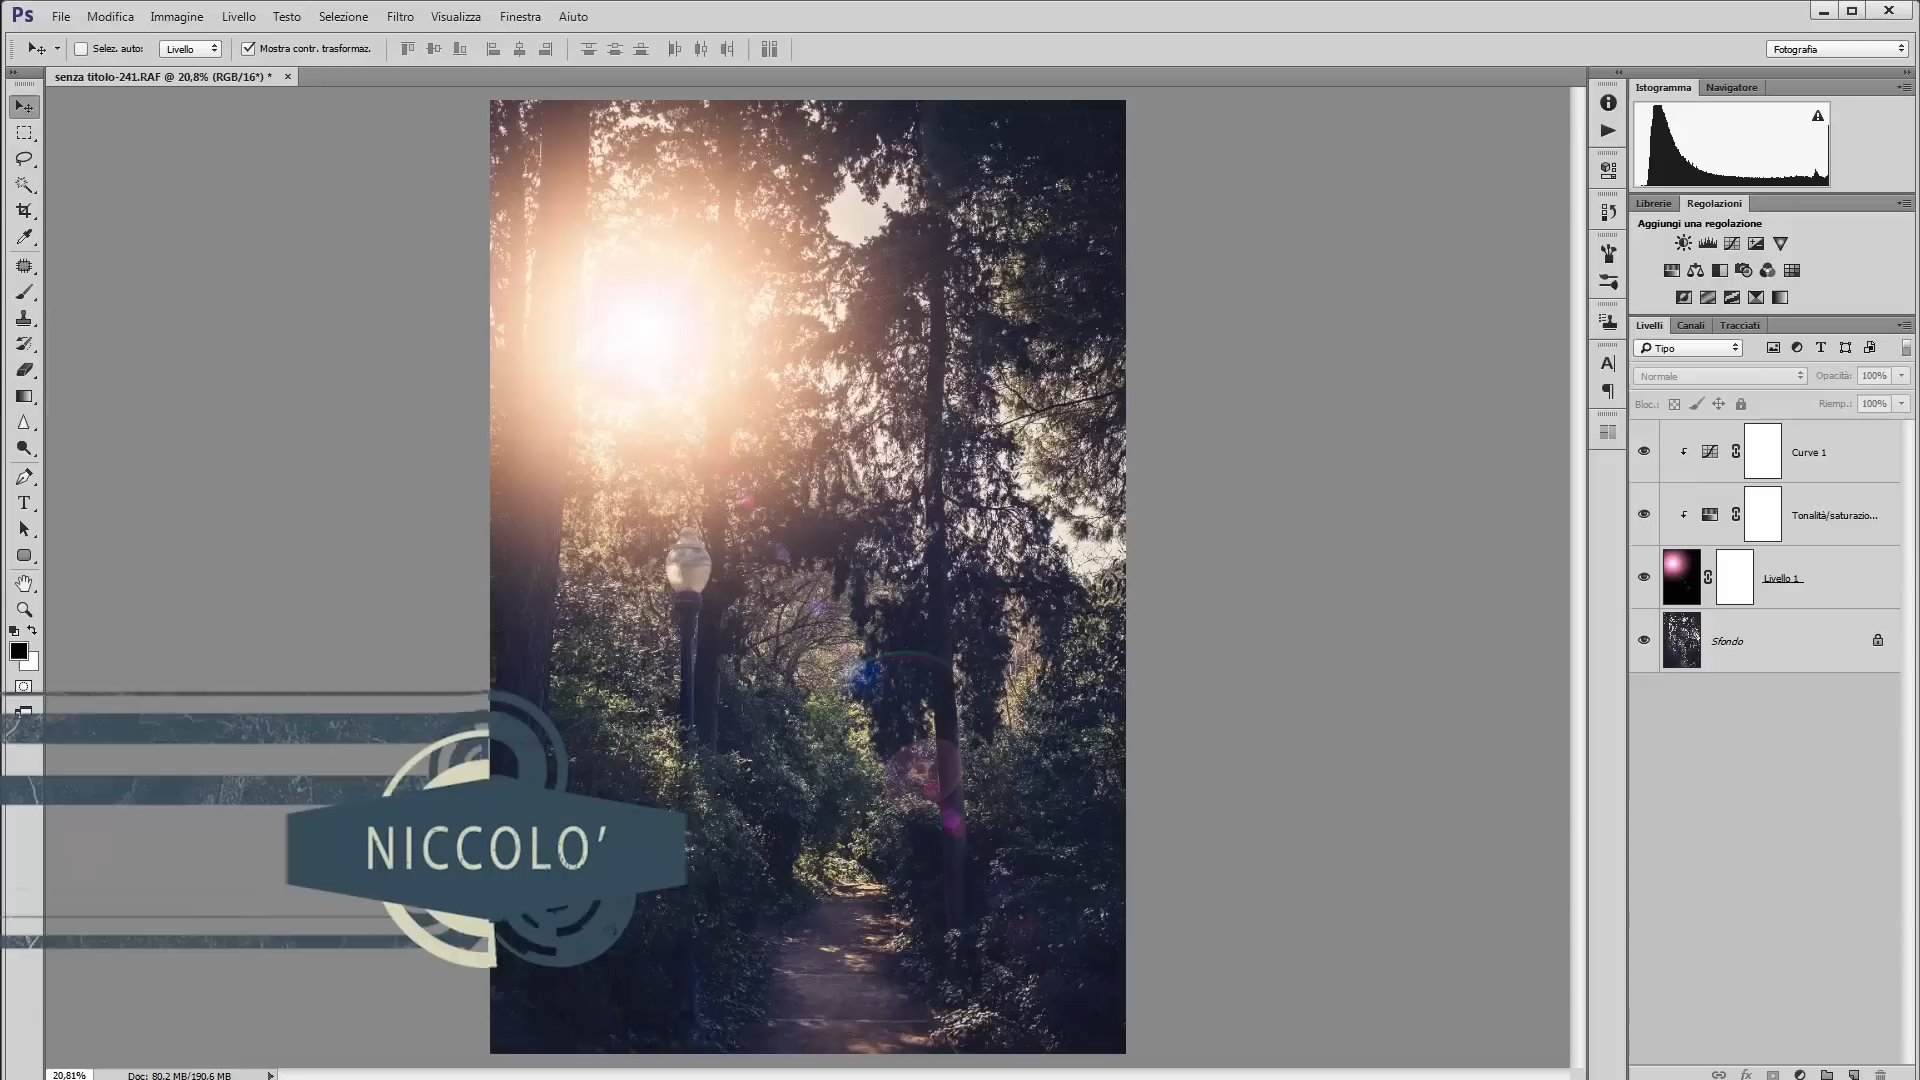 Ps File Modifica Immagine Livello Testo Selezione Filtro Visualizza Finestra Aiuto
Selez. auto: Livello Mostra contr. trasformaz. Fotografia
senza titolo-241.RAF @ 20,8% (RGB/16*) *
Istogramma Navigatore
Librerie Regolazioni
Aggiungi una regolazione
Livelli Canali Tracciati
Tipo
Normale Opacità: 100%
Bloc.: Riemp.: 100%
Curve 1
Tonalità/saturazio...
Livello 1
Sfondo
NICCOLO'
20,81% Doc: 80,2 MB/190,6 MB